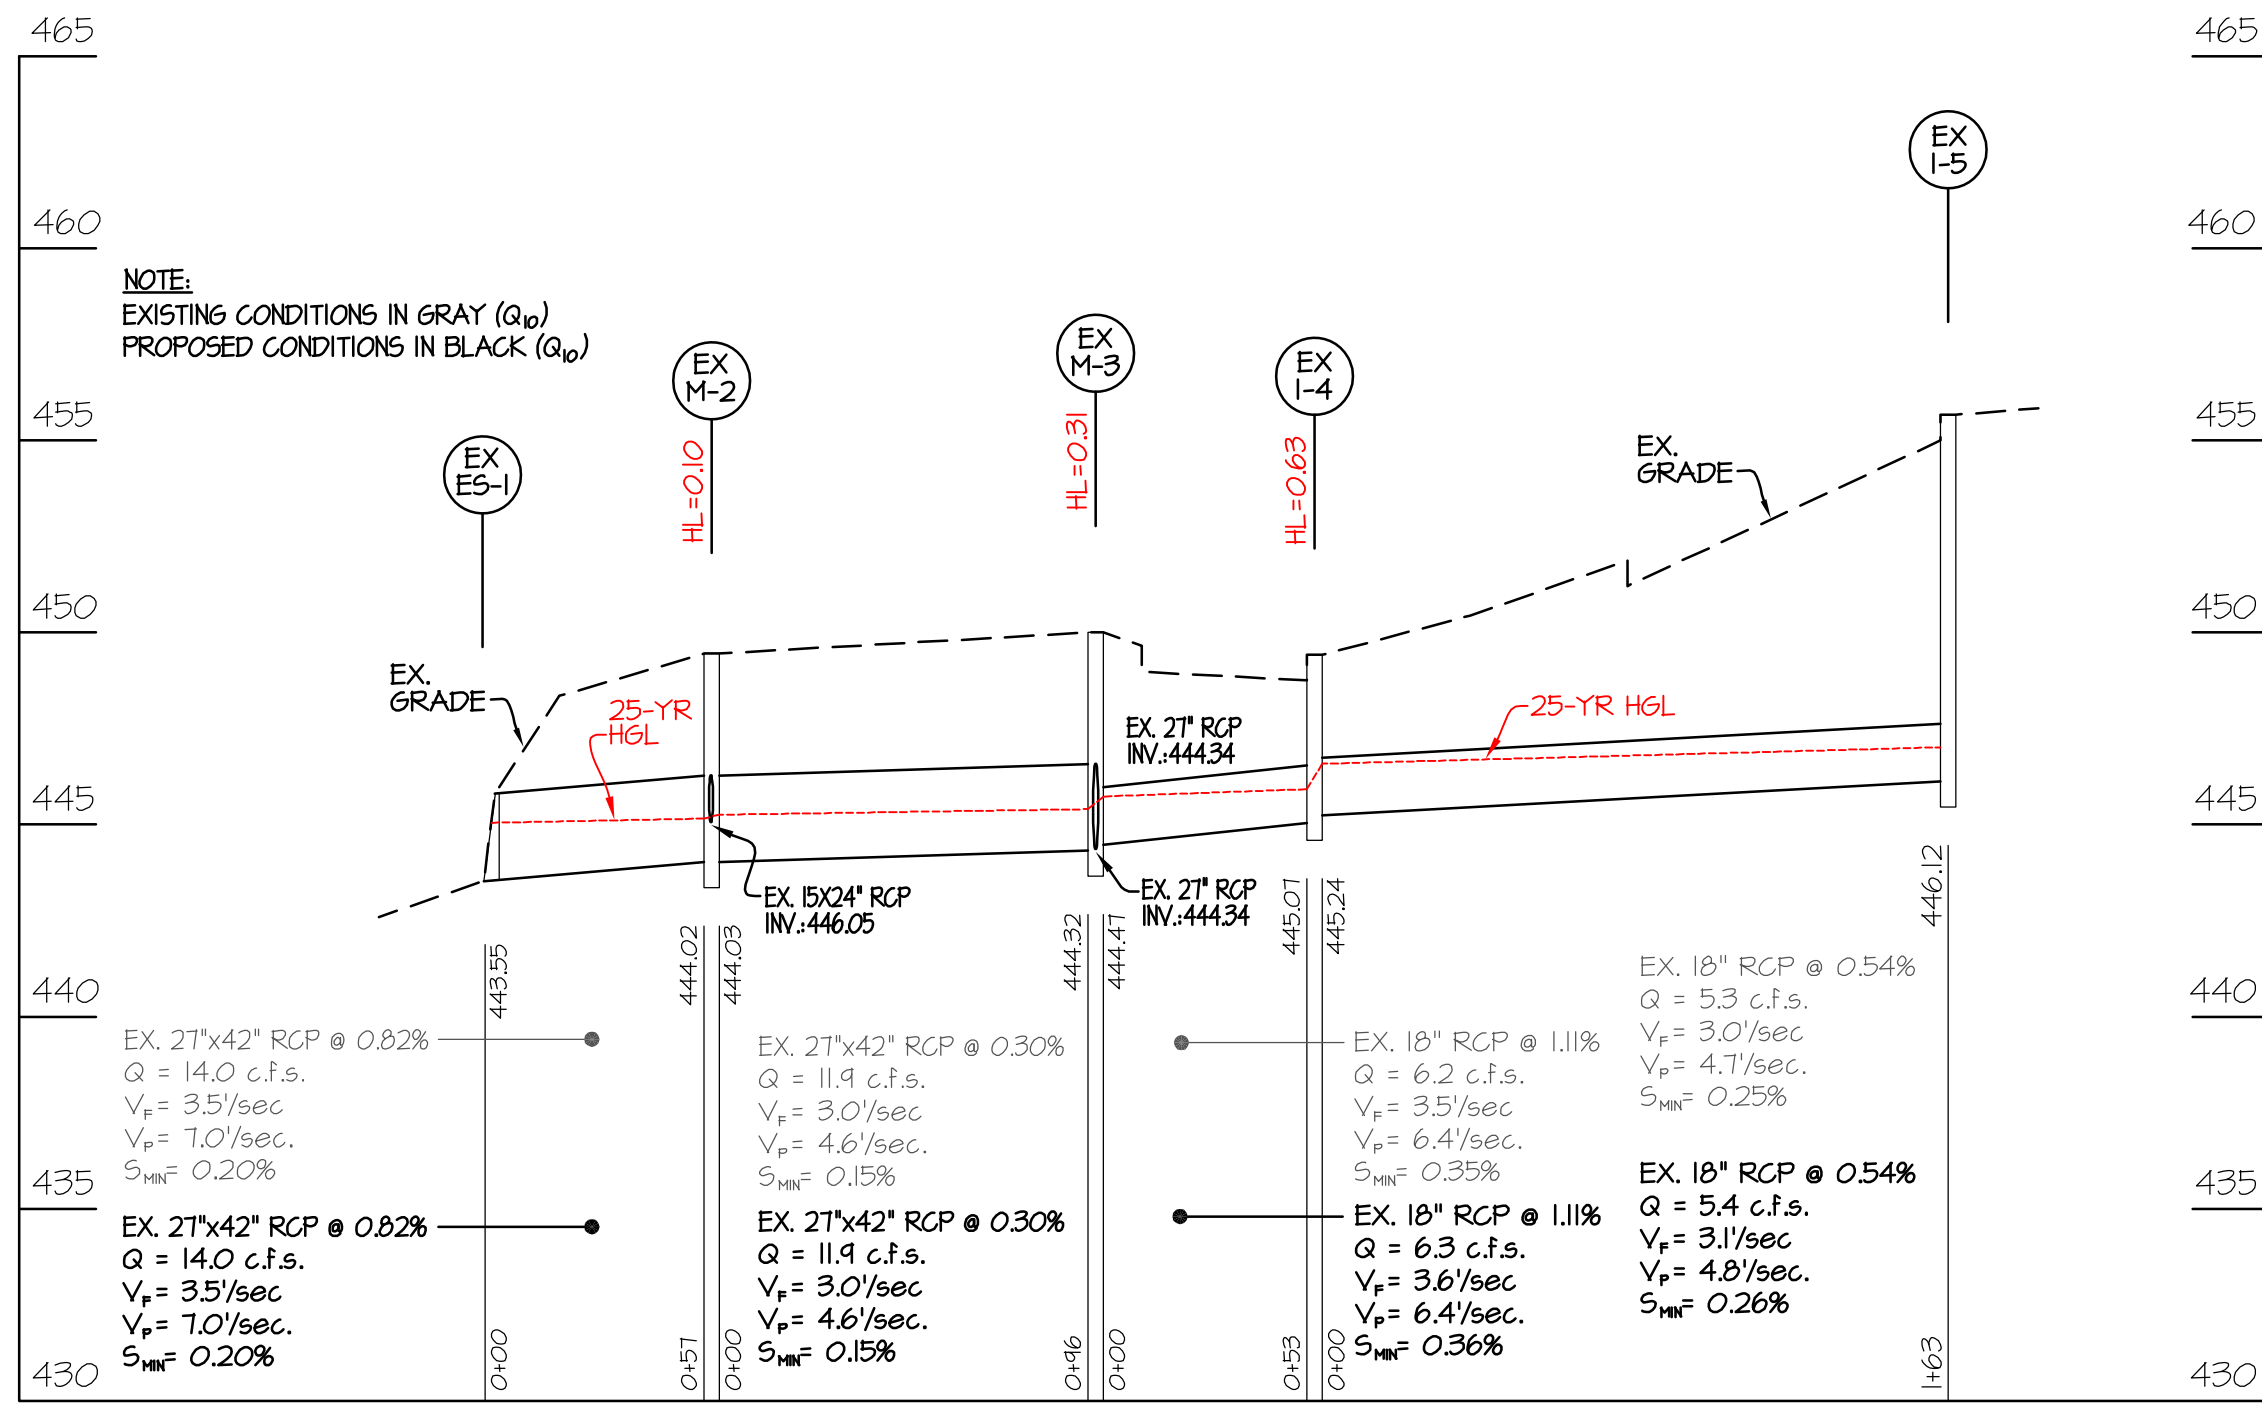 465
465
460
460
455
455
450
450
445
445
440
440
435
435
430
430
NOTE:
EXISTING CONDITIONS IN GRAY (Q10)
PROPOSED CONDITIONS IN BLACK (Q10)
EX
ES-1
EX
M-2
HL=0.10
EX
M-3
HL=0.31
EX
I-4
HL=0.63
EX
I-5
EX.
GRADE
EX.
GRADE
25-YR
HGL
25-YR HGL
EX. 27" RCP
INV.:444.34
EX. 15X24" RCP
INV.:446.05
EX. 27" RCP
INV.:444.34
443.55
444.02
444.03
444.32
444.47
445.07
445.24
446.12
EX. 27"x42" RCP @ 0.82%
Q = 14.0 c.f.s.
VF= 3.5'/sec
VP= 7.0'/sec.
SMIN= 0.20%
EX. 27"x42" RCP @ 0.82%
Q = 14.0 c.f.s.
VF= 3.5'/sec
VP= 7.0'/sec.
SMIN= 0.20%
EX. 27"x42" RCP @ 0.30%
Q = 11.9 c.f.s.
VF= 3.0'/sec
VP= 4.6'/sec.
SMIN= 0.15%
EX. 27"x42" RCP @ 0.30%
Q = 11.9 c.f.s.
VF= 3.0'/sec
VP= 4.6'/sec.
SMIN= 0.15%
EX. 18" RCP @ 1.11%
Q = 6.2 c.f.s.
VF= 3.5'/sec
VP= 6.4'/sec.
SMIN= 0.35%
EX. 18" RCP @ 1.11%
Q = 6.3 c.f.s.
VF= 3.6'/sec
VP= 6.4'/sec.
SMIN= 0.36%
EX. 18" RCP @ 0.54%
Q = 5.3 c.f.s.
VF= 3.0'/sec
VP= 4.7'/sec.
SMIN= 0.25%
EX. 18" RCP @ 0.54%
Q = 5.4 c.f.s.
VF= 3.1'/sec
VP= 4.8'/sec.
SMIN= 0.26%
0+00
0+57
0+00
0+96
0+00
0+53
0+00
1+63